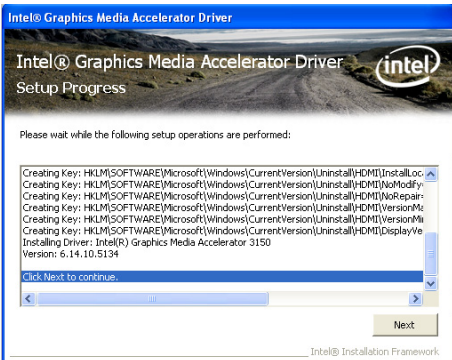 Intel® Graphics Media Accelerator Driver
Intel® Graphics Media Accelerator Driver
Setup Progress
intel
Please wait while the following setup operations are performed:
Creating Key: HKLM\SOFTWARE\Microsoft\Windows\CurrentVersion\Uninstall\HDMI\InstallLoc
Creating Key: HKLM\SOFTWARE\Microsoft\Windows\CurrentVersion\Uninstall\HDMI\NoModify
Creating Key: HKLM\SOFTWARE\Microsoft\Windows\CurrentVersion\Uninstall\HDMI\NoRepair=
Creating Key: HKLM\SOFTWARE\Microsoft\Windows\CurrentVersion\Uninstall\HDMI\VersionMa
Creating Key: HKLM\SOFTWARE\Microsoft\Windows\CurrentVersion\Uninstall\HDMI\VersionMi
Creating Key: HKLM\SOFTWARE\Microsoft\Windows\CurrentVersion\Uninstall\HDMI\DisplayVe
Installing Driver: Intel(R) Graphics Media Accelerator 3150
Version: 6.14.10.5134
Click Next to continue.
Next
Intel® Installation Framework